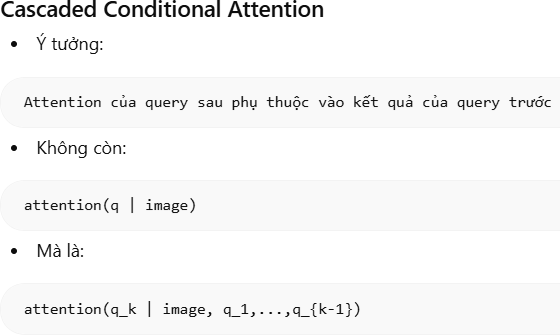 Cascaded Conditional Attention
• Ý tưởng:
Attention của query sau phụ thuộc vào kết quả của query trước
• Không còn:
attention(q | image)
• Mà là:
attention(q_k | image, q_1,...,q_{k-1})